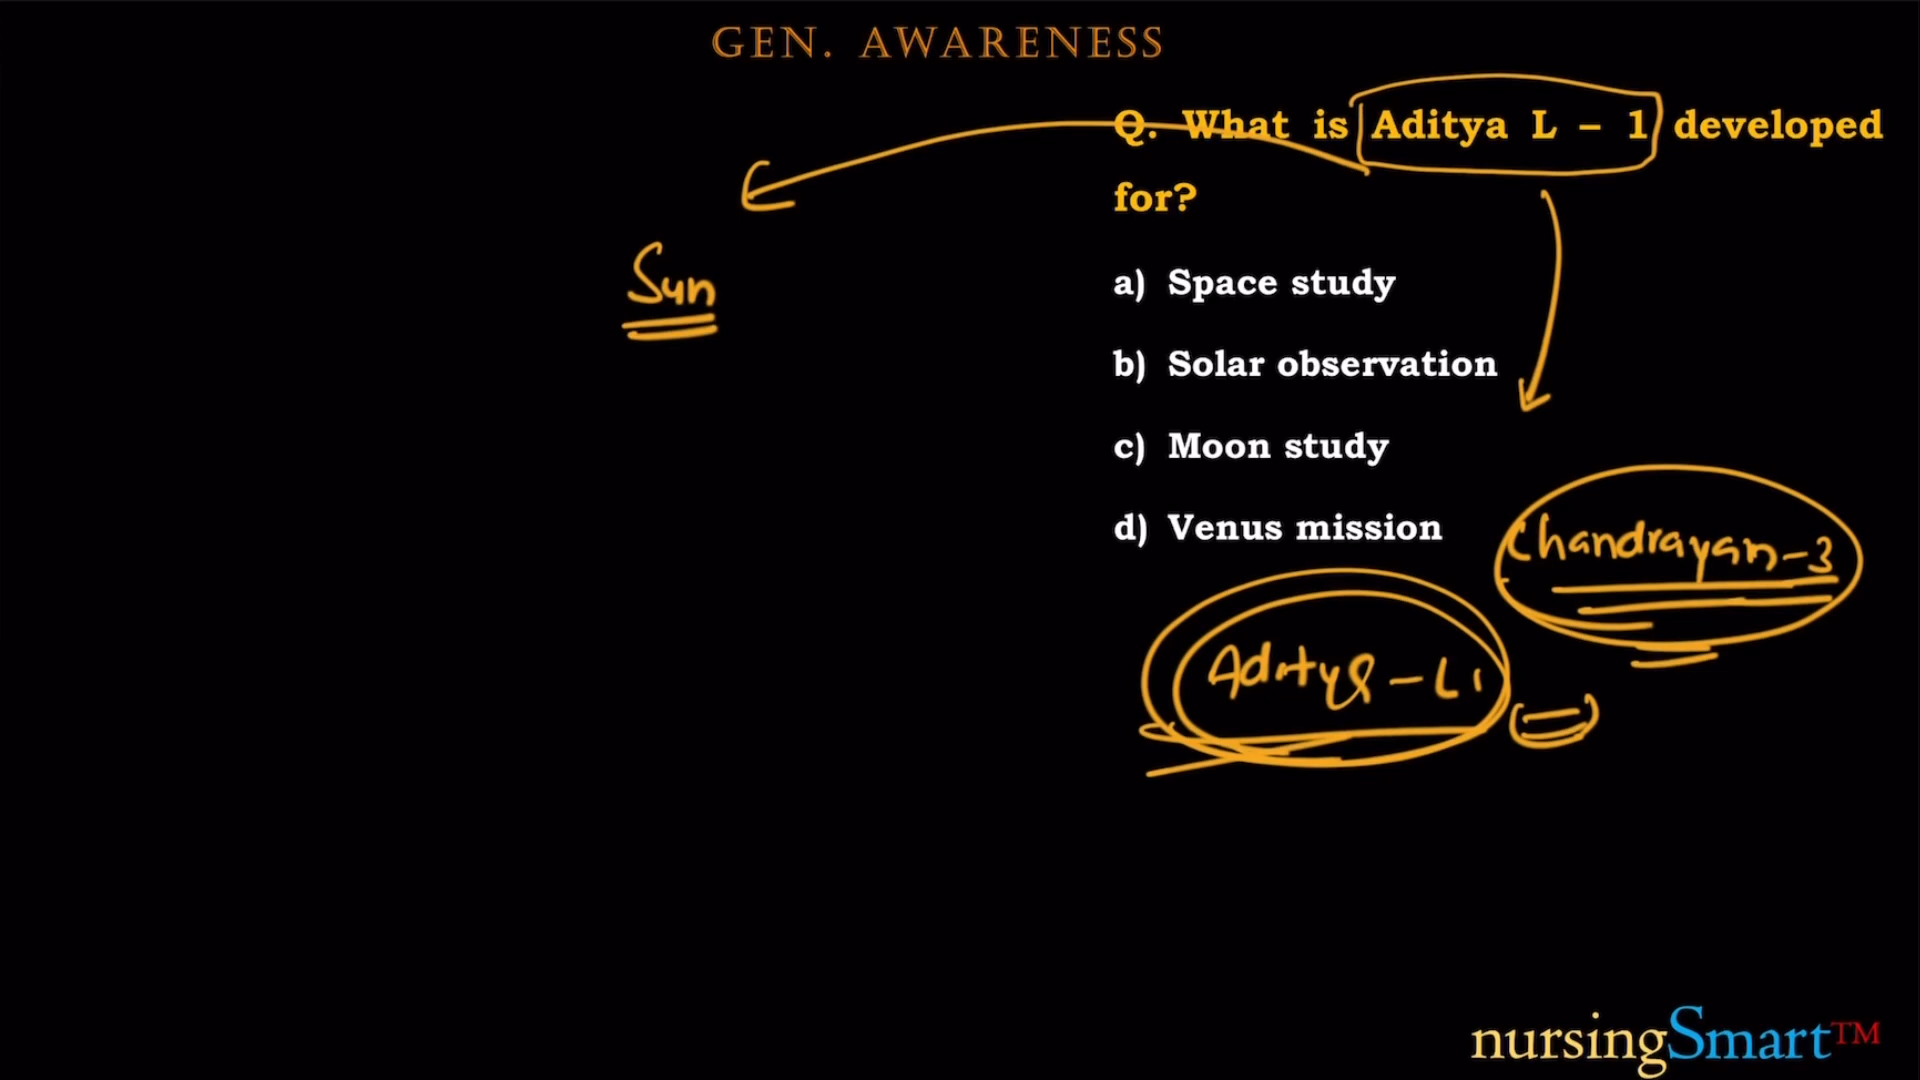 GEN. AWARENESS
Q. What is Aditya L – 1 developed
for?
Sun
a) Space study
b) Solar observation
c) Moon study
d) Venus mission
Chandrayan-3
Aditya-L1
nursingSmart™